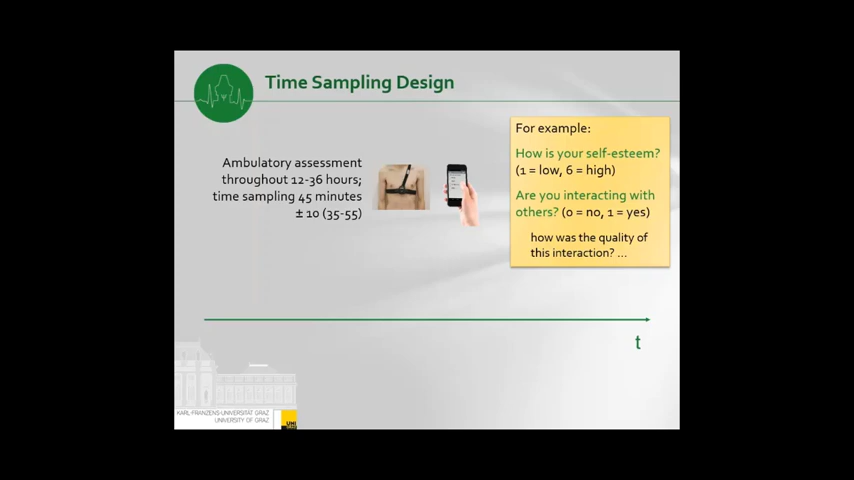 Time Sampling Design
Ambulatory assessment
throughout 12-36 hours;
time sampling 45 minutes
± 10 (35-55)
For example:
How is your self-esteem?
(1 = low, 6 = high)
Are you interacting with
others? (0 = no, 1 = yes)
how was the quality of
this interaction? ...
t
KARL-FRANZENS-UNIVERSITÄT GRAZ
UNIVERSITY OF GRAZ
UNI